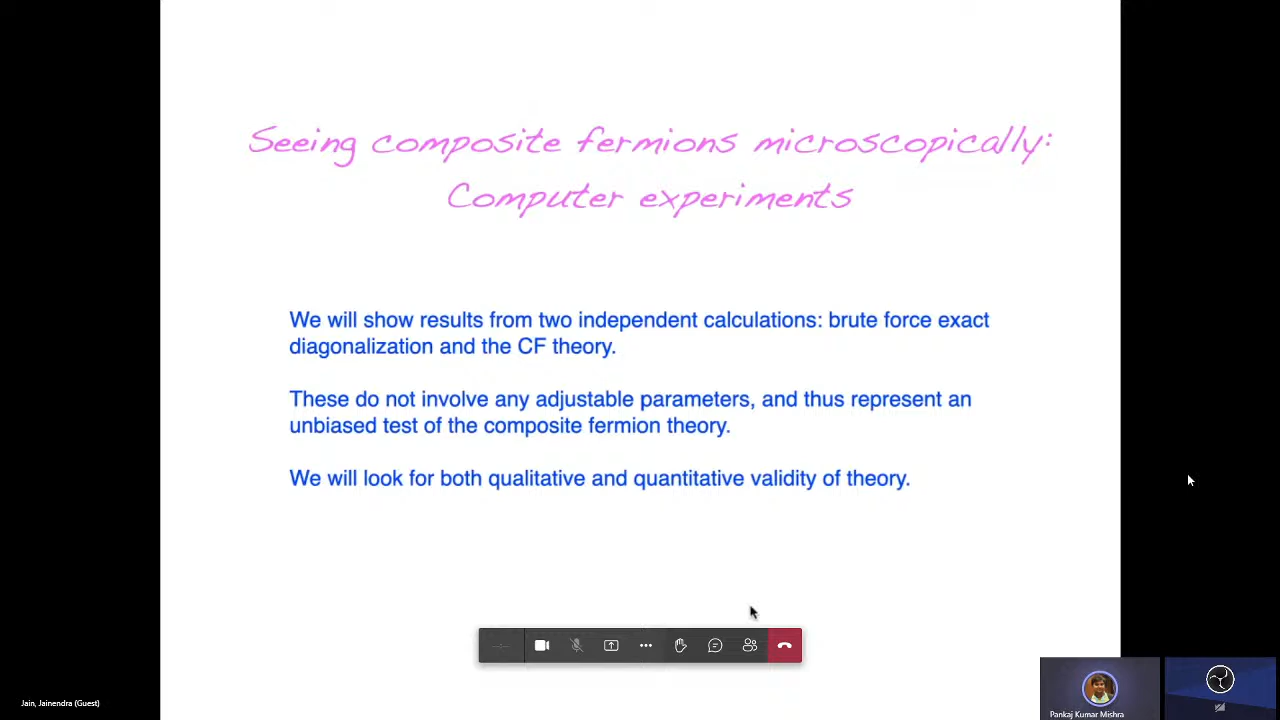 Seeing composite fermions microscopically:
Computer experiments
We will show results from two independent calculations: brute force exact
diagonalization and the CF theory.
These do not involve any adjustable parameters, and thus represent an
unbiased test of the composite fermion theory.
We will look for both qualitative and quantitative validity of theory.
Jain, Jainendra (Guest)
Pankaj Kumar Mishra